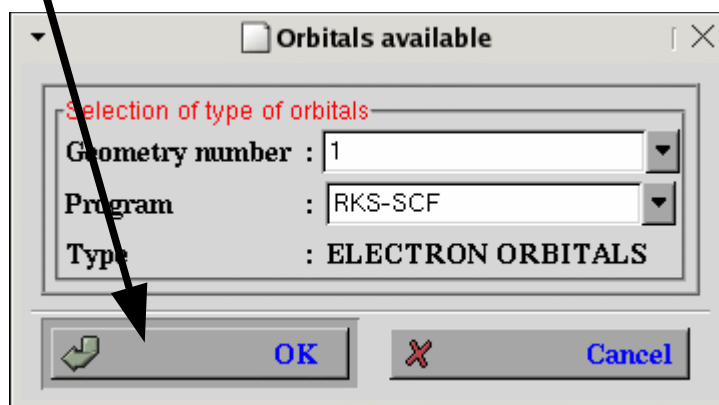 Orbitals available
Selection of type of orbitals
Geometry number : 1
Program : RKS-SCF
Type : ELECTRON ORBITALS
OK Cancel